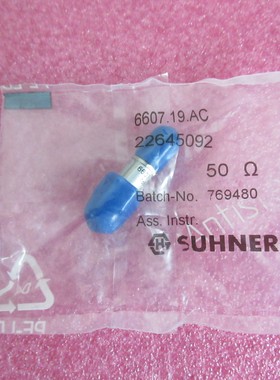 6607.19.AC
22645092
50 Ω
Batch-No. 769480
Ass. Instr.
H SUHNER